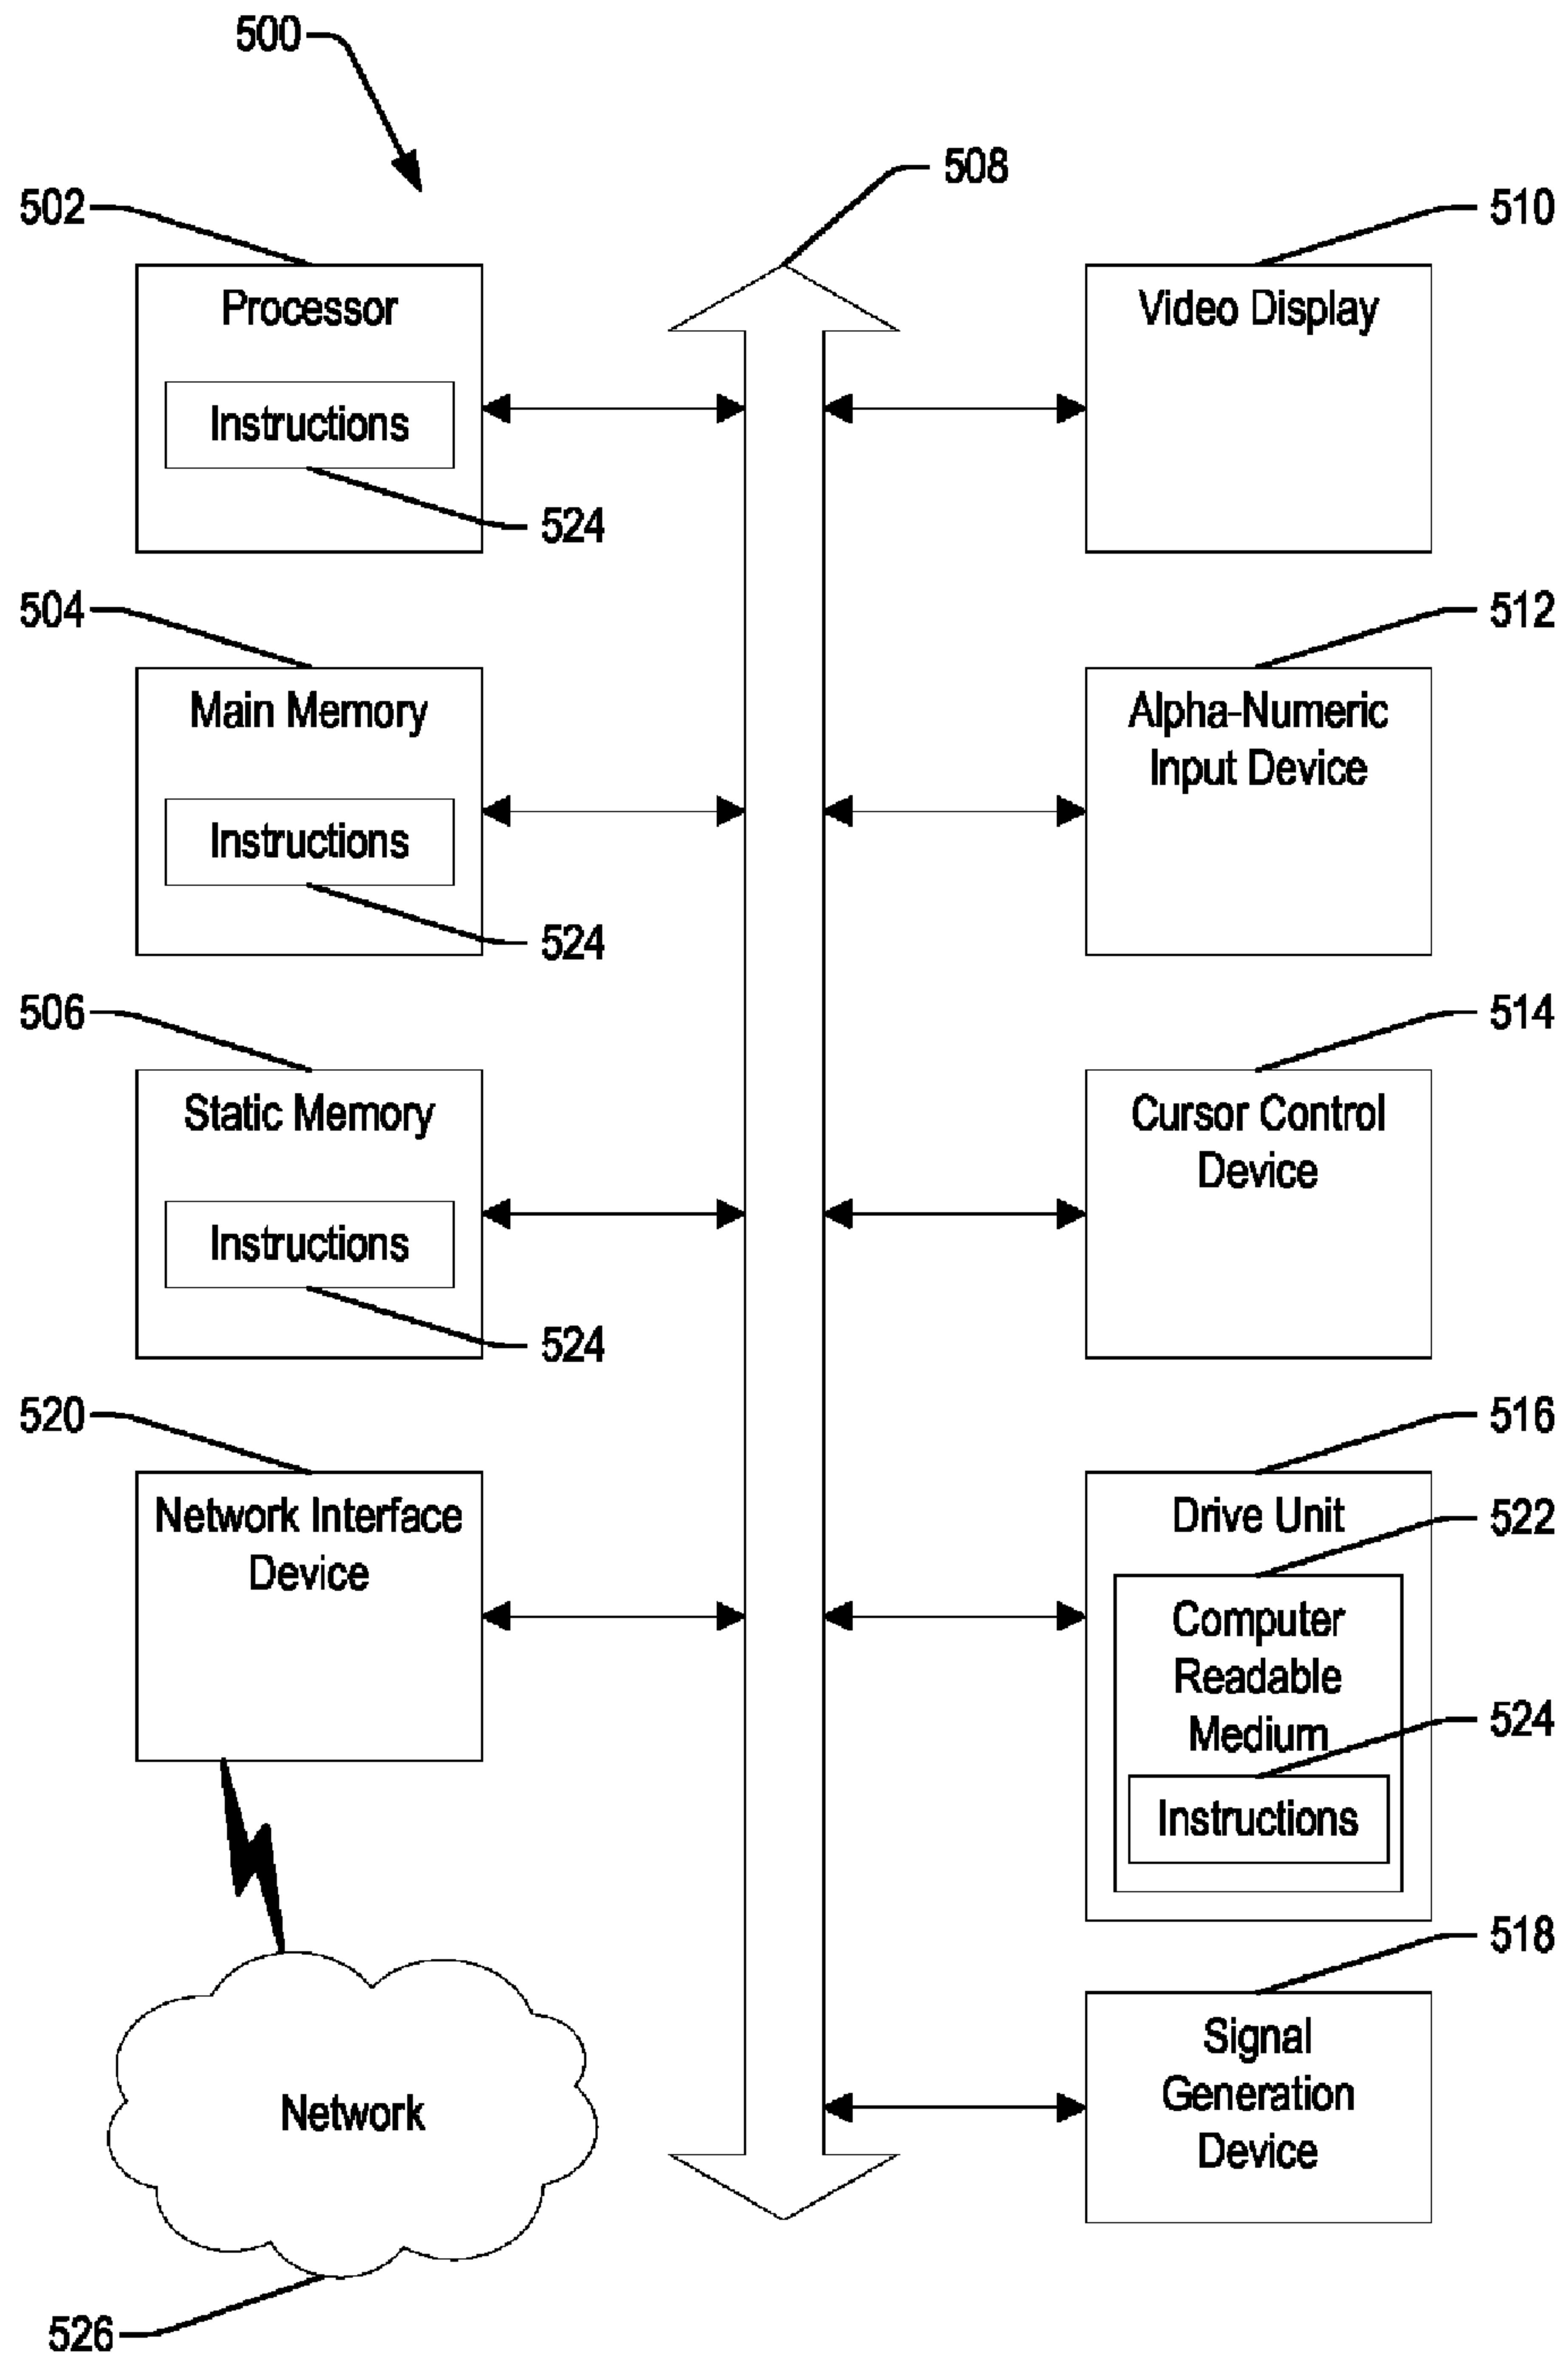 500
508
502
510
Processor
Instructions
524
Video Display
504
512
Main Memory
Instructions
524
Alpha-Numeric
Input Device
506
514
Static Memory
Instructions
524
Cursor Control
Device
520
516
Network Interface
Device
Drive Unit
522
Computer
Readable
Medium
524
Instructions
518
Signal
Generation
Device
Network
526